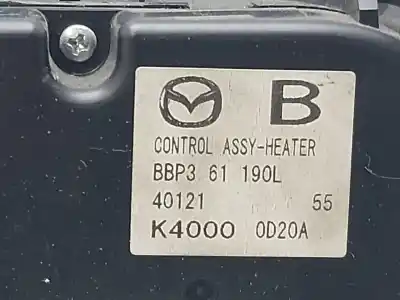 B
CONTROL ASSY-HEATER
BBP3 61 190L
40121 55
K4000 0D20A